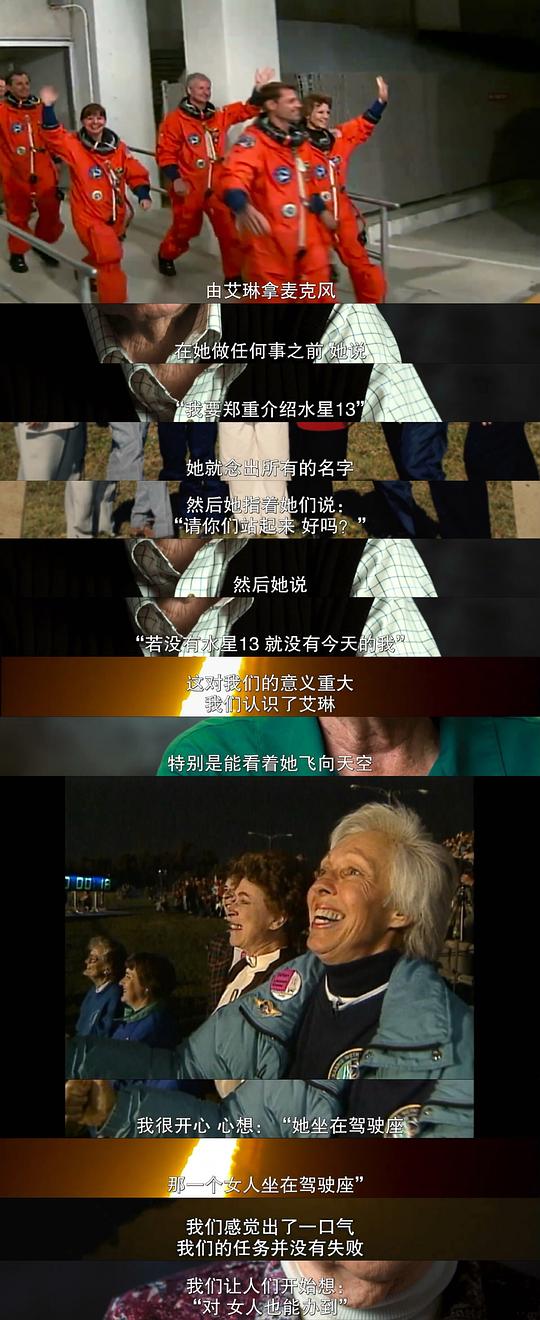 由艾琳拿麦克风
在她做任何事之前 她说
“我要郑重介绍水星13”
她就念出所有的名字
然后她指着她们说：
“请你们站起来 好吗？”
然后她说
“若没有水星13 就没有今天的我”
这对我们的意义重大
我们认识了艾琳
特别是能看着她飞向天空
我很开心 心想：“她坐在驾驶座
那一个女人坐在驾驶座”
我们感觉出了一口气
我们的任务并没有失败
我们让人们开始想：
“对 女人也能办到”